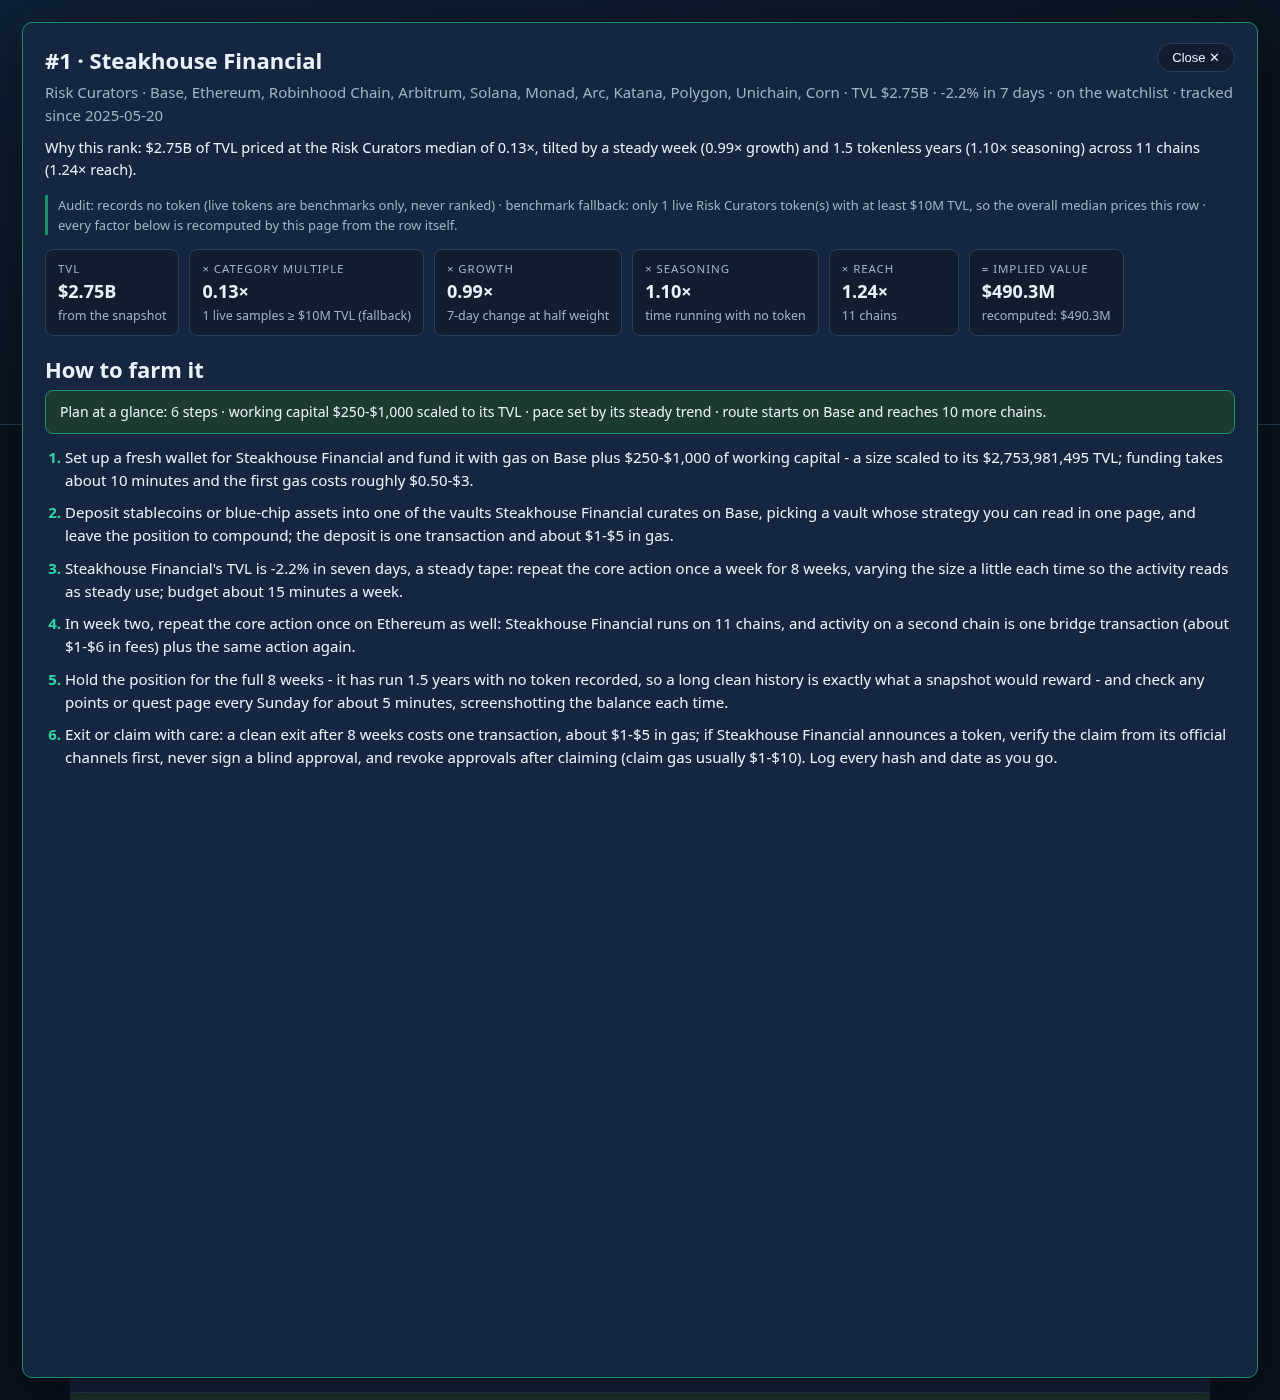 #1 · Steakhouse Financial
Close ✕
Risk Curators · Base, Ethereum, Robinhood Chain, Arbitrum, Solana, Monad, Arc, Katana, Polygon, Unichain, Corn · TVL $2.75B · -2.2% in 7 days · on the watchlist · tracked
since 2025-05-20
Why this rank: $2.75B of TVL priced at the Risk Curators median of 0.13×, tilted by a steady week (0.99× growth) and 1.5 tokenless years (1.10× seasoning) across 11 chains
(1.24× reach).
Audit: records no token (live tokens are benchmarks only, never ranked) · benchmark fallback: only 1 live Risk Curators token(s) with at least $10M TVL, so the overall median prices this row ·
every factor below is recomputed by this page from the row itself.
TVL
$2.75B
from the snapshot
× CATEGORY MULTIPLE
0.13×
1 live samples ≥ $10M TVL (fallback)
× GROWTH
0.99×
7-day change at half weight
× SEASONING
1.10×
time running with no token
× REACH
1.24×
11 chains
= IMPLIED VALUE
$490.3M
recomputed: $490.3M
How to farm it
Plan at a glance: 6 steps · working capital $250-$1,000 scaled to its TVL · pace set by its steady trend · route starts on Base and reaches 10 more chains.
1. Set up a fresh wallet for Steakhouse Financial and fund it with gas on Base plus $250-$1,000 of working capital - a size scaled to its $2,753,981,495 TVL; funding takes
about 10 minutes and the first gas costs roughly $0.50-$3.
2. Deposit stablecoins or blue-chip assets into one of the vaults Steakhouse Financial curates on Base, picking a vault whose strategy you can read in one page, and
leave the position to compound; the deposit is one transaction and about $1-$5 in gas.
3. Steakhouse Financial's TVL is -2.2% in seven days, a steady tape: repeat the core action once a week for 8 weeks, varying the size a little each time so the activity reads
as steady use; budget about 15 minutes a week.
4. In week two, repeat the core action once on Ethereum as well: Steakhouse Financial runs on 11 chains, and activity on a second chain is one bridge transaction (about
$1-$6 in fees) plus the same action again.
5. Hold the position for the full 8 weeks - it has run 1.5 years with no token recorded, so a long clean history is exactly what a snapshot would reward - and check any
points or quest page every Sunday for about 5 minutes, screenshotting the balance each time.
6. Exit or claim with care: a clean exit after 8 weeks costs one transaction, about $1-$5 in gas; if Steakhouse Financial announces a token, verify the claim from its official
channels first, never sign a blind approval, and revoke approvals after claiming (claim gas usually $1-$10). Log every hash and date as you go.